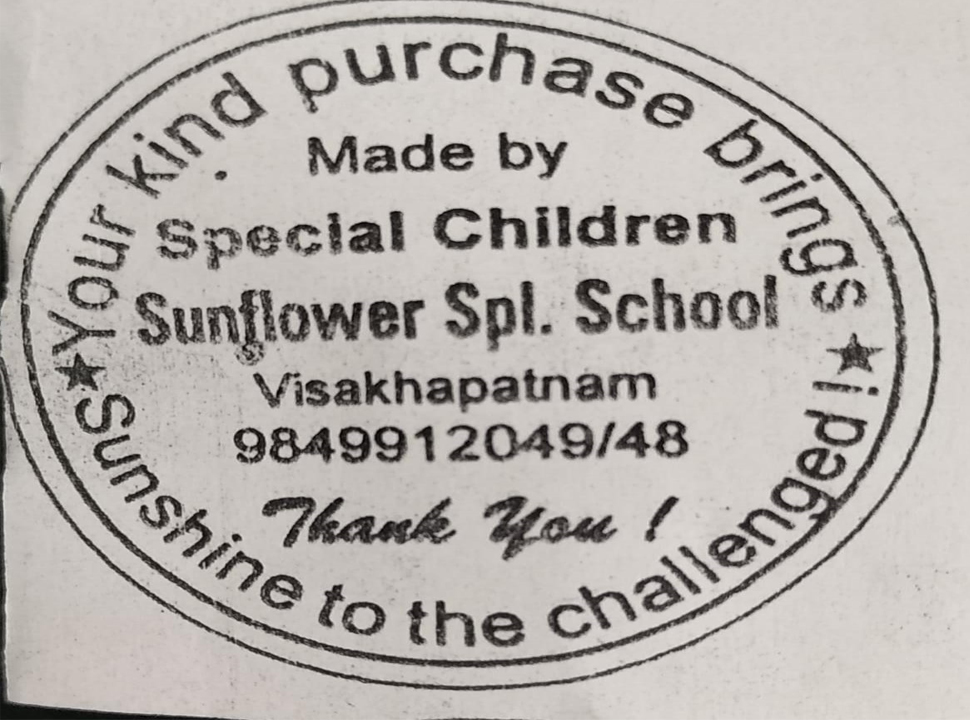 Your kind purchase brings
Made by
Special Children
Sunflower Spl. School
Visakhapatnam
9849912049/48
Thank You !
★Sunshine to the challenged!★